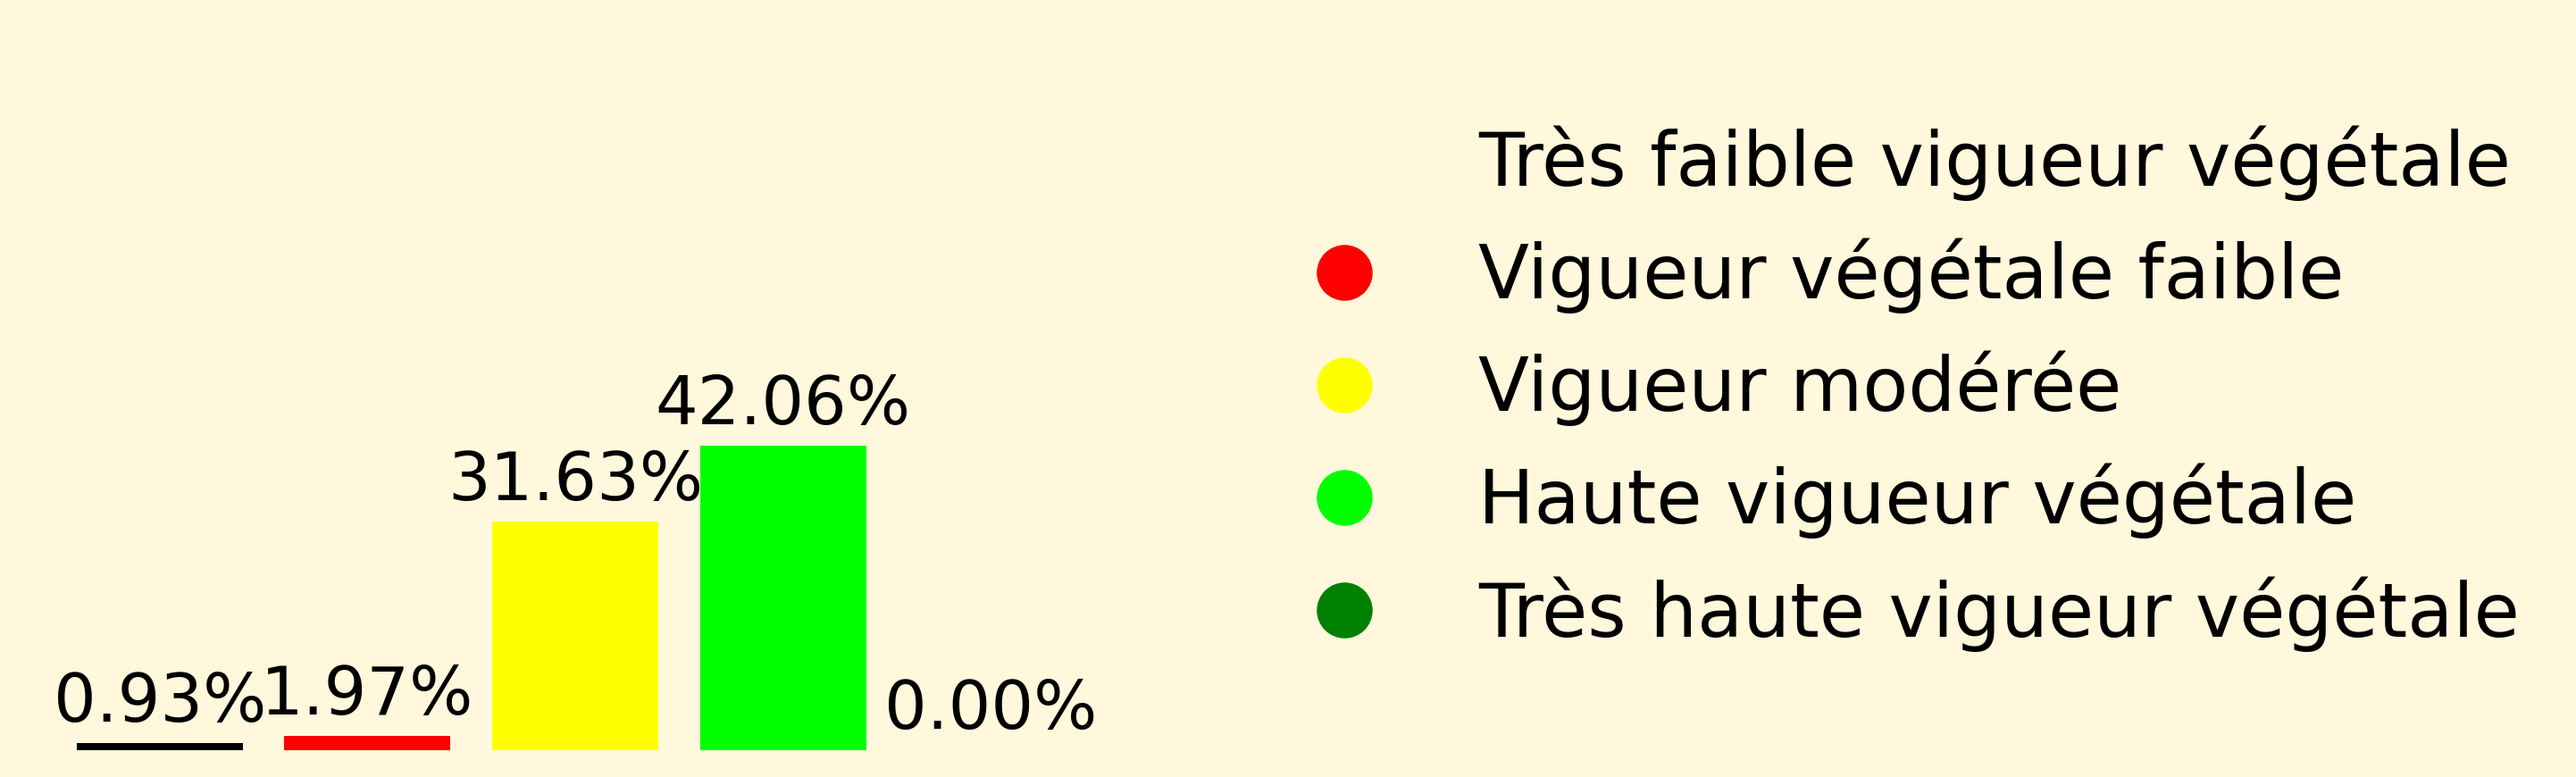 0.93%
1.97%
31.63%
42.06%
0.00%
Très faible vigueur végétale
Vigueur végétale faible
Vigueur modérée
Haute vigueur végétale
Très haute vigueur végétale